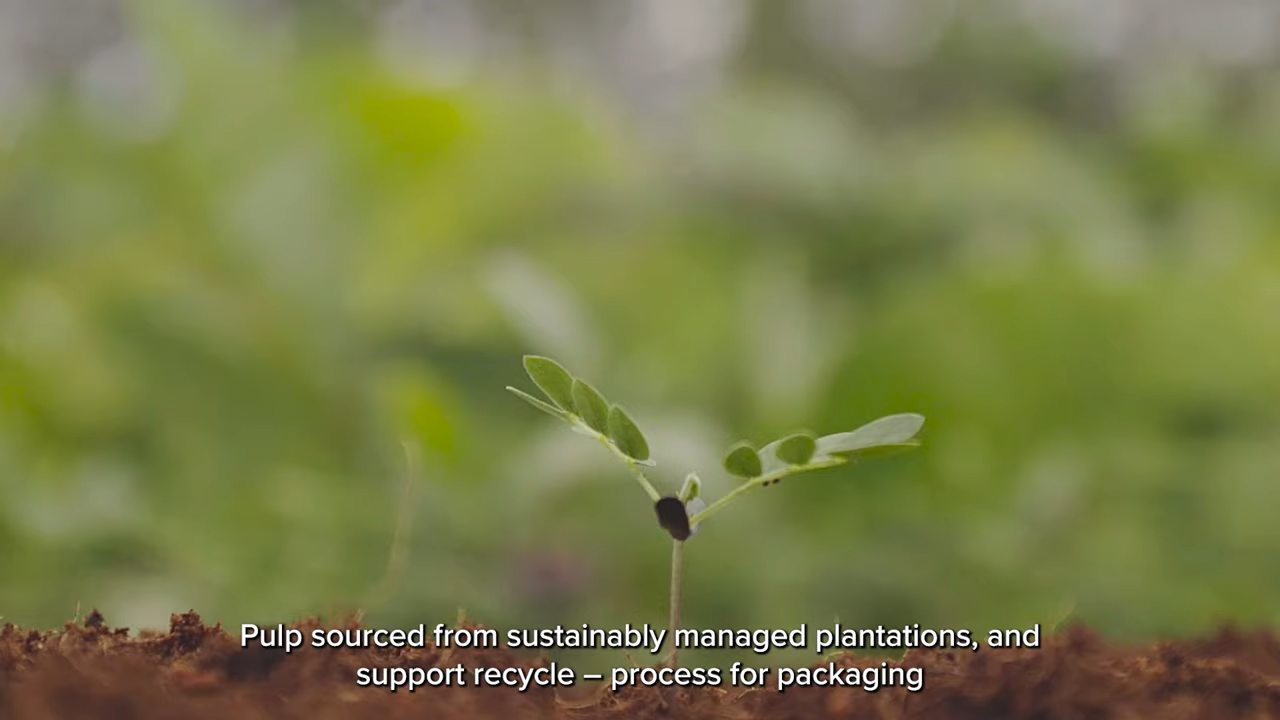 Pulp sourced from sustainably managed plantations, and
support recycle – process for packaging